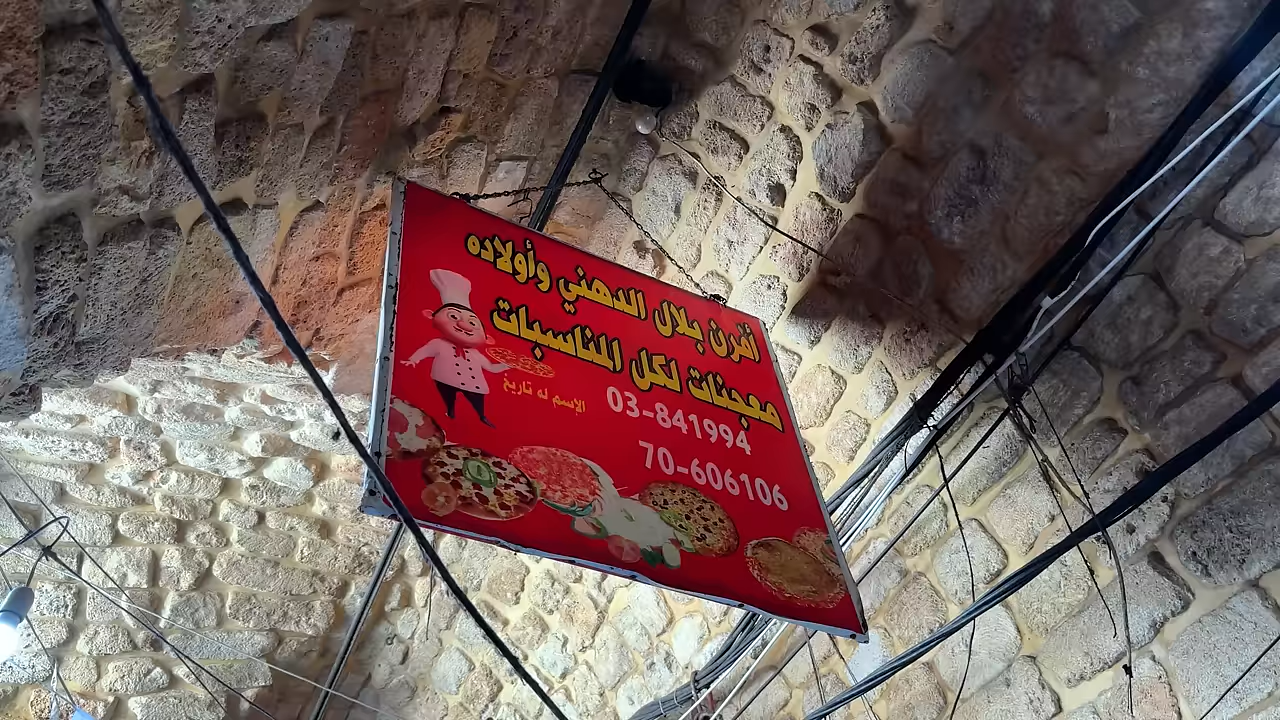 أفرن بلال الدهني وأولاده
معجنات لكل المناسبات
الإسم له تاريخ
03-841994
70-606106